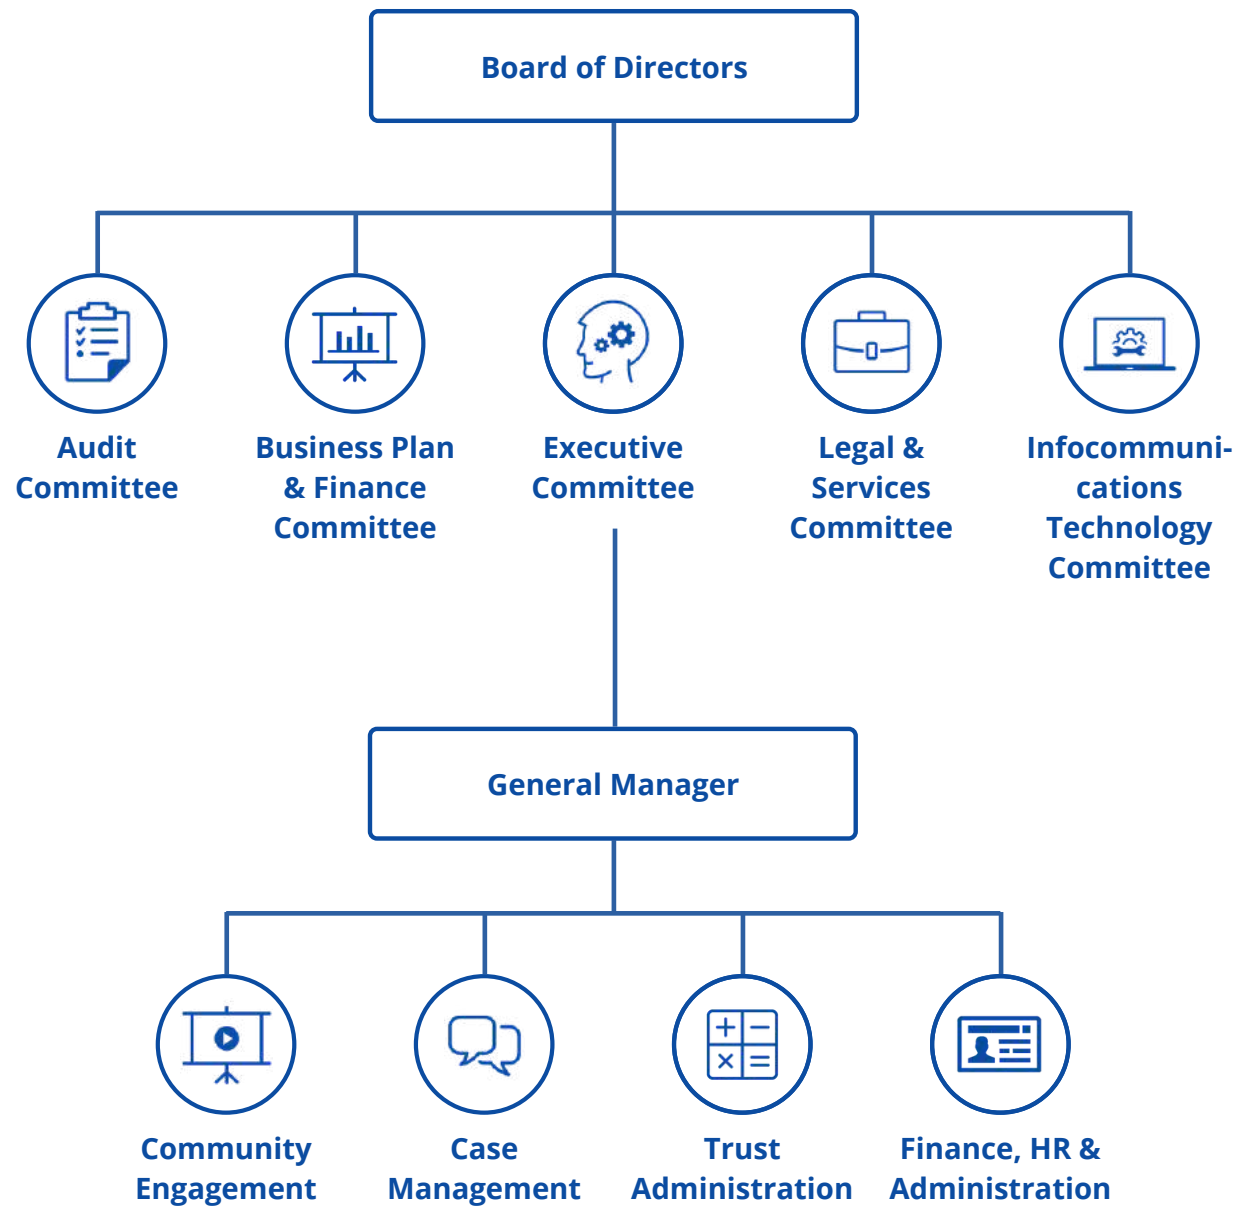 Board of Directors
Audit
Committee
Business Plan
& Finance
Committee
Executive
Committee
Legal &
Services
Committee
Infocommuni-
cations
Technology
Committee
General Manager
Community
Engagement
Case
Management
Trust
Administration
Finance, HR &
Administration